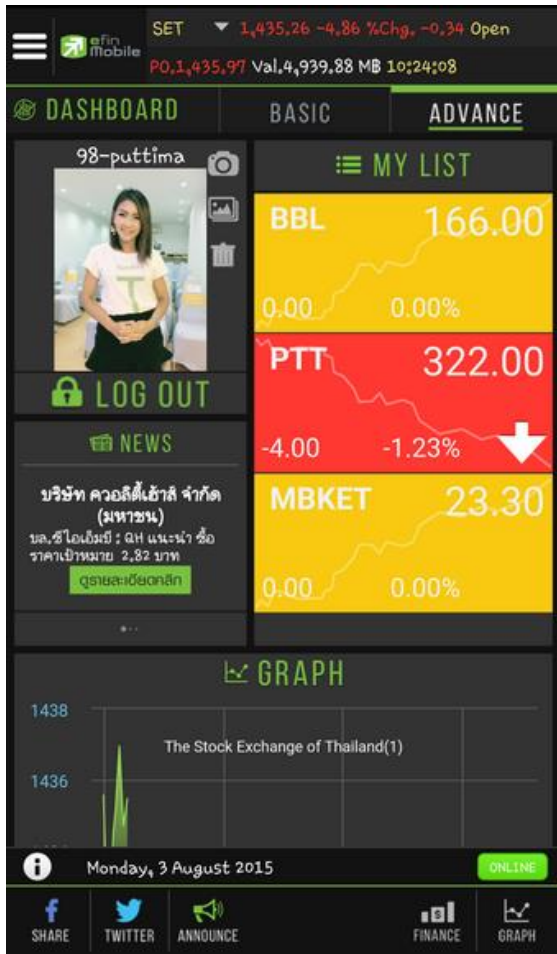 efin
Mobile
SET 1,435.26 -4.86 %Chg. -0.34 Open
PO.1,435.97 Val.4,939.88 MB 10:24:08
DASHBOARD BASIC ADVANCE
98-puttima
LOG OUT
NEWS
บริษัท ควอลิตี้เฮ้าส์ จำกัด
(มหาชน)
บล.ซีไอเอ็มบี : QH แนะนำ ซื้อ
ราคาเป้าหมาย 2.82 บาท
ดูรายละเอียดคลิก
MY LIST
BBL 166.00
0.00 0.00%
PTT 322.00
-4.00 -1.23%
MBKET 23.30
0.00 0.00%
GRAPH
1438
The Stock Exchange of Thailand(1)
1436
Monday, 3 August 2015 ONLINE
SHARE TWITTER ANNOUNCE FINANCE GRAPH